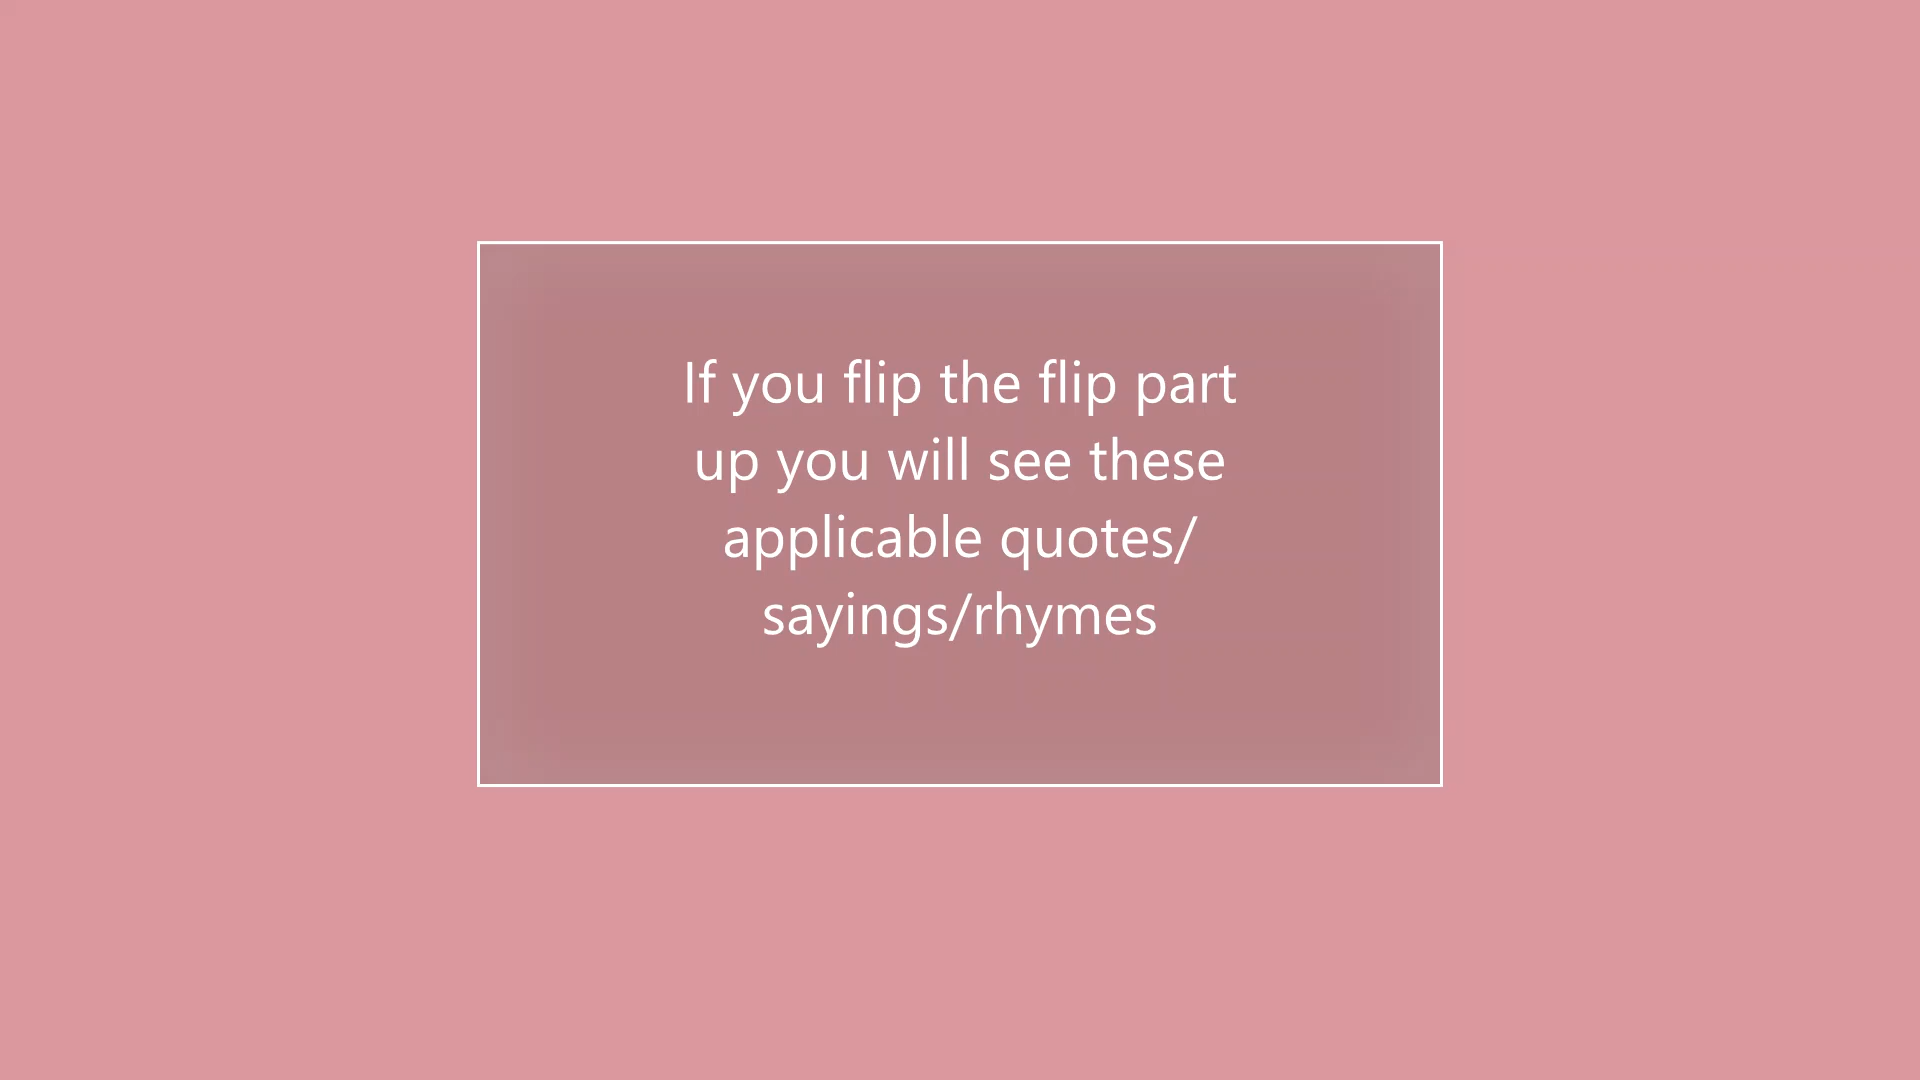 If you flip the flip part
up you will see these
applicable quotes/
sayings/rhymes